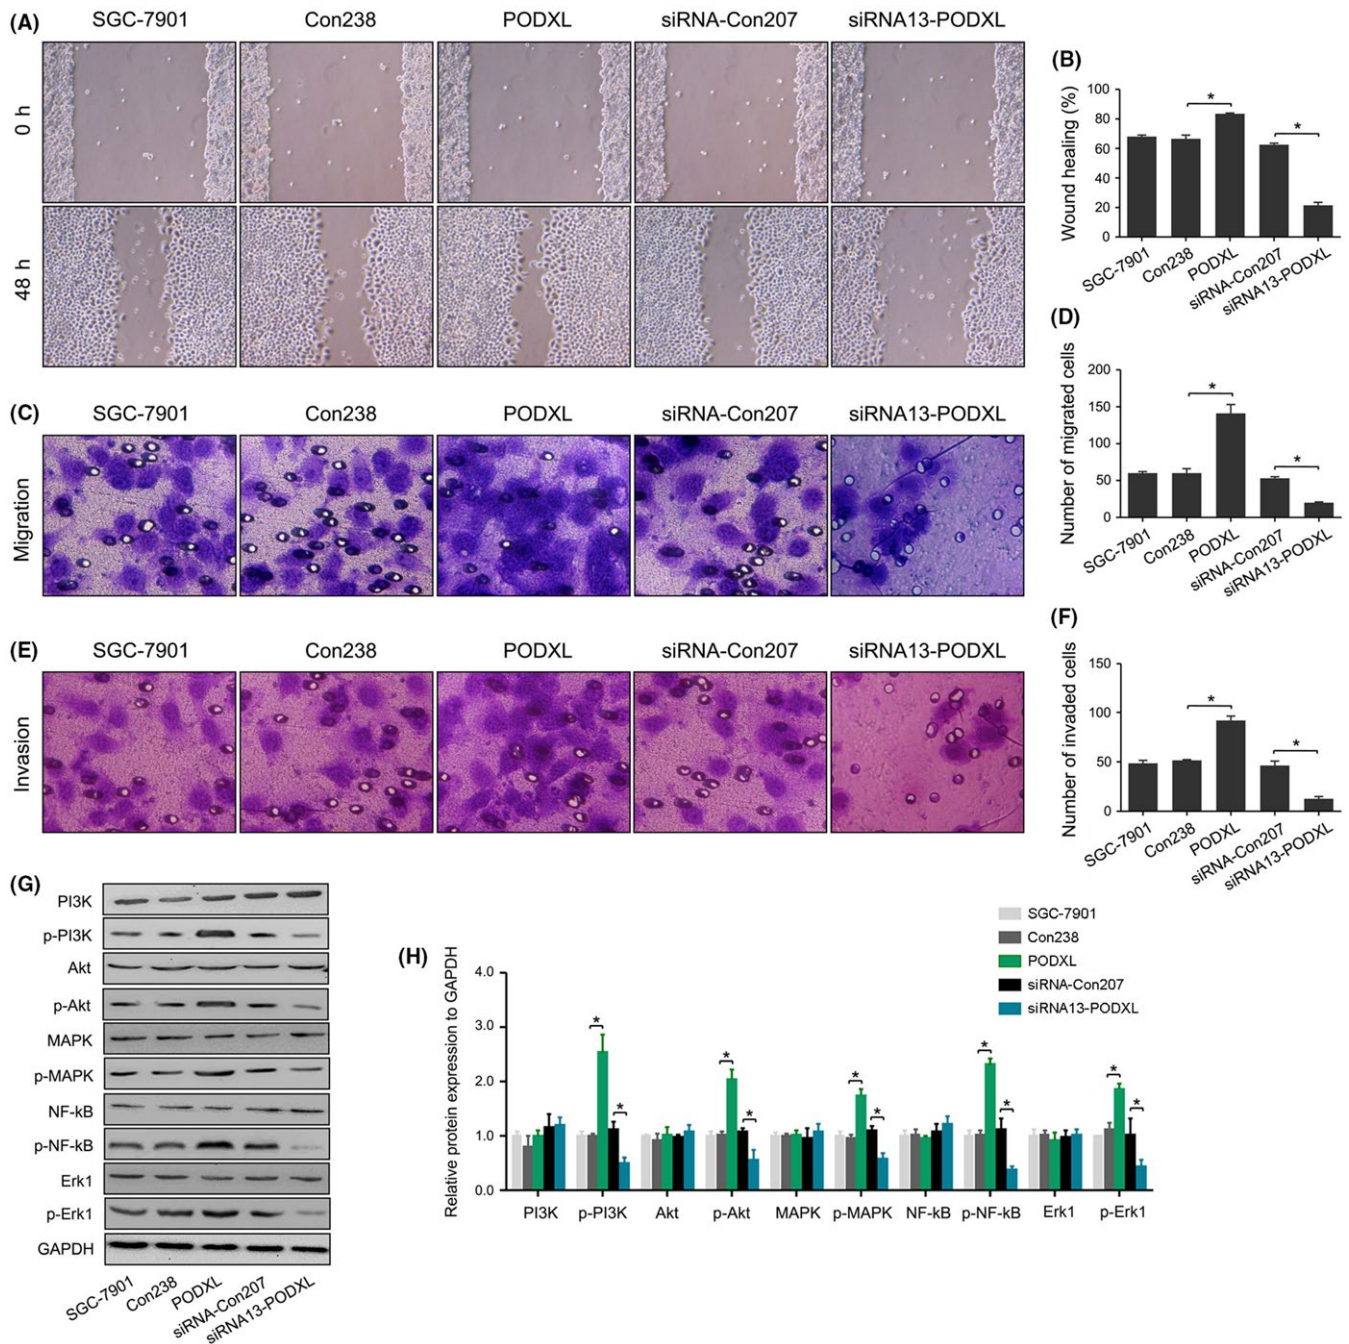 (A)
SGC-7901 Con238 PODXL siRNA-Con207 siRNA13-PODXL
0 h
48 h
(B)
Wound healing (%)
100
80
60
40
20
0
* *
SGC-7901 Con238 PODXL siRNA-Con207 siRNA13-PODXL
(C)
SGC-7901 Con238 PODXL siRNA-Con207 siRNA13-PODXL
Migration
(D)
Number of migrated cells
200
150
100
50
0
* *
SGC-7901 Con238 PODXL siRNA-Con207 siRNA13-PODXL
(E)
SGC-7901 Con238 PODXL siRNA-Con207 siRNA13-PODXL
Invasion
(F)
Number of invaded cells
150
100
50
0
* *
SGC-7901 Con238 PODXL siRNA-Con207 siRNA13-PODXL
(G)
PI3K
p-PI3K
Akt
p-Akt
MAPK
p-MAPK
NF-kB
p-NF-kB
Erk1
p-Erk1
GAPDH
SGC-7901 Con238 PODXL siRNA-Con207 siRNA13-PODXL
(H)
SGC-7901
Con238
PODXL
siRNA-Con207
siRNA13-PODXL
Relative protein expression to GAPDH
4.0
3.0
2.0
1.0
0.0
* * * * * * * * * *
PI3K p-PI3K Akt p-Akt MAPK p-MAPK NF-kB p-NF-kB Erk1 p-Erk1